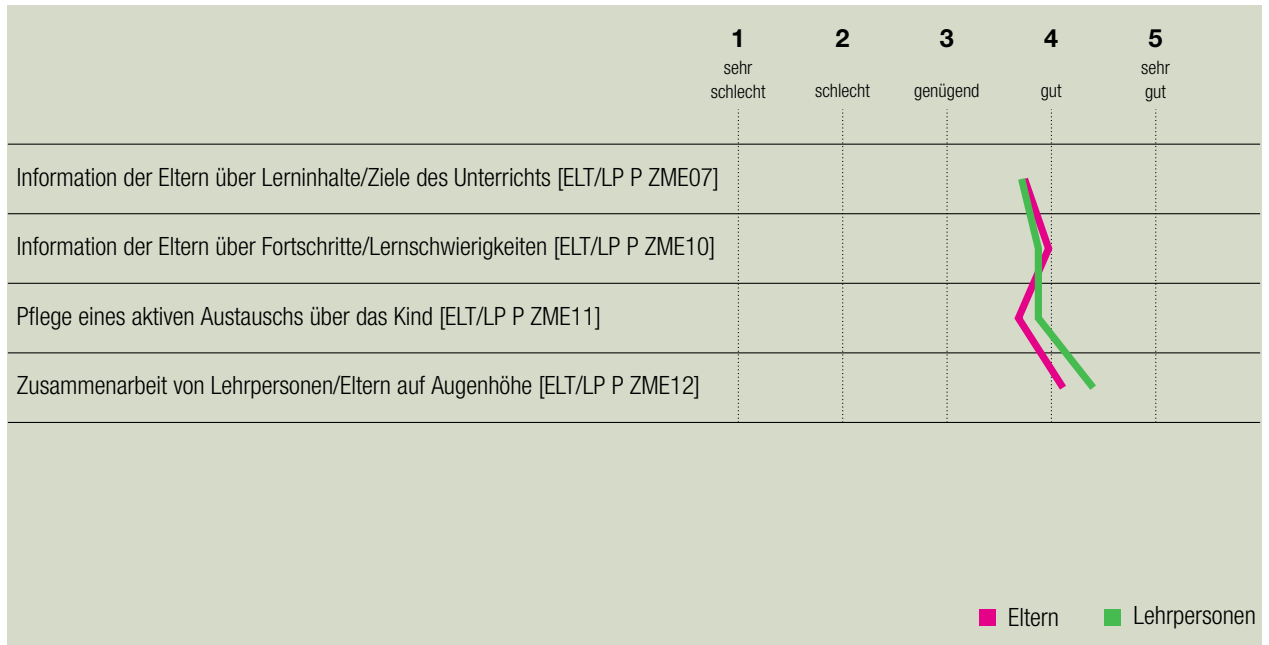 1 2 3 4 5
sehr sehr
schlecht schlecht genügend gut gut
Information der Eltern über Lerninhalte/Ziele des Unterrichts [ELT/LP P ZME07]
Information der Eltern über Fortschritte/Lernschwierigkeiten [ELT/LP P ZME10]
Pflege eines aktiven Austauschs über das Kind [ELT/LP P ZME11]
Zusammenarbeit von Lehrpersonen/Eltern auf Augenhöhe [ELT/LP P ZME12]
Eltern Lehrpersonen